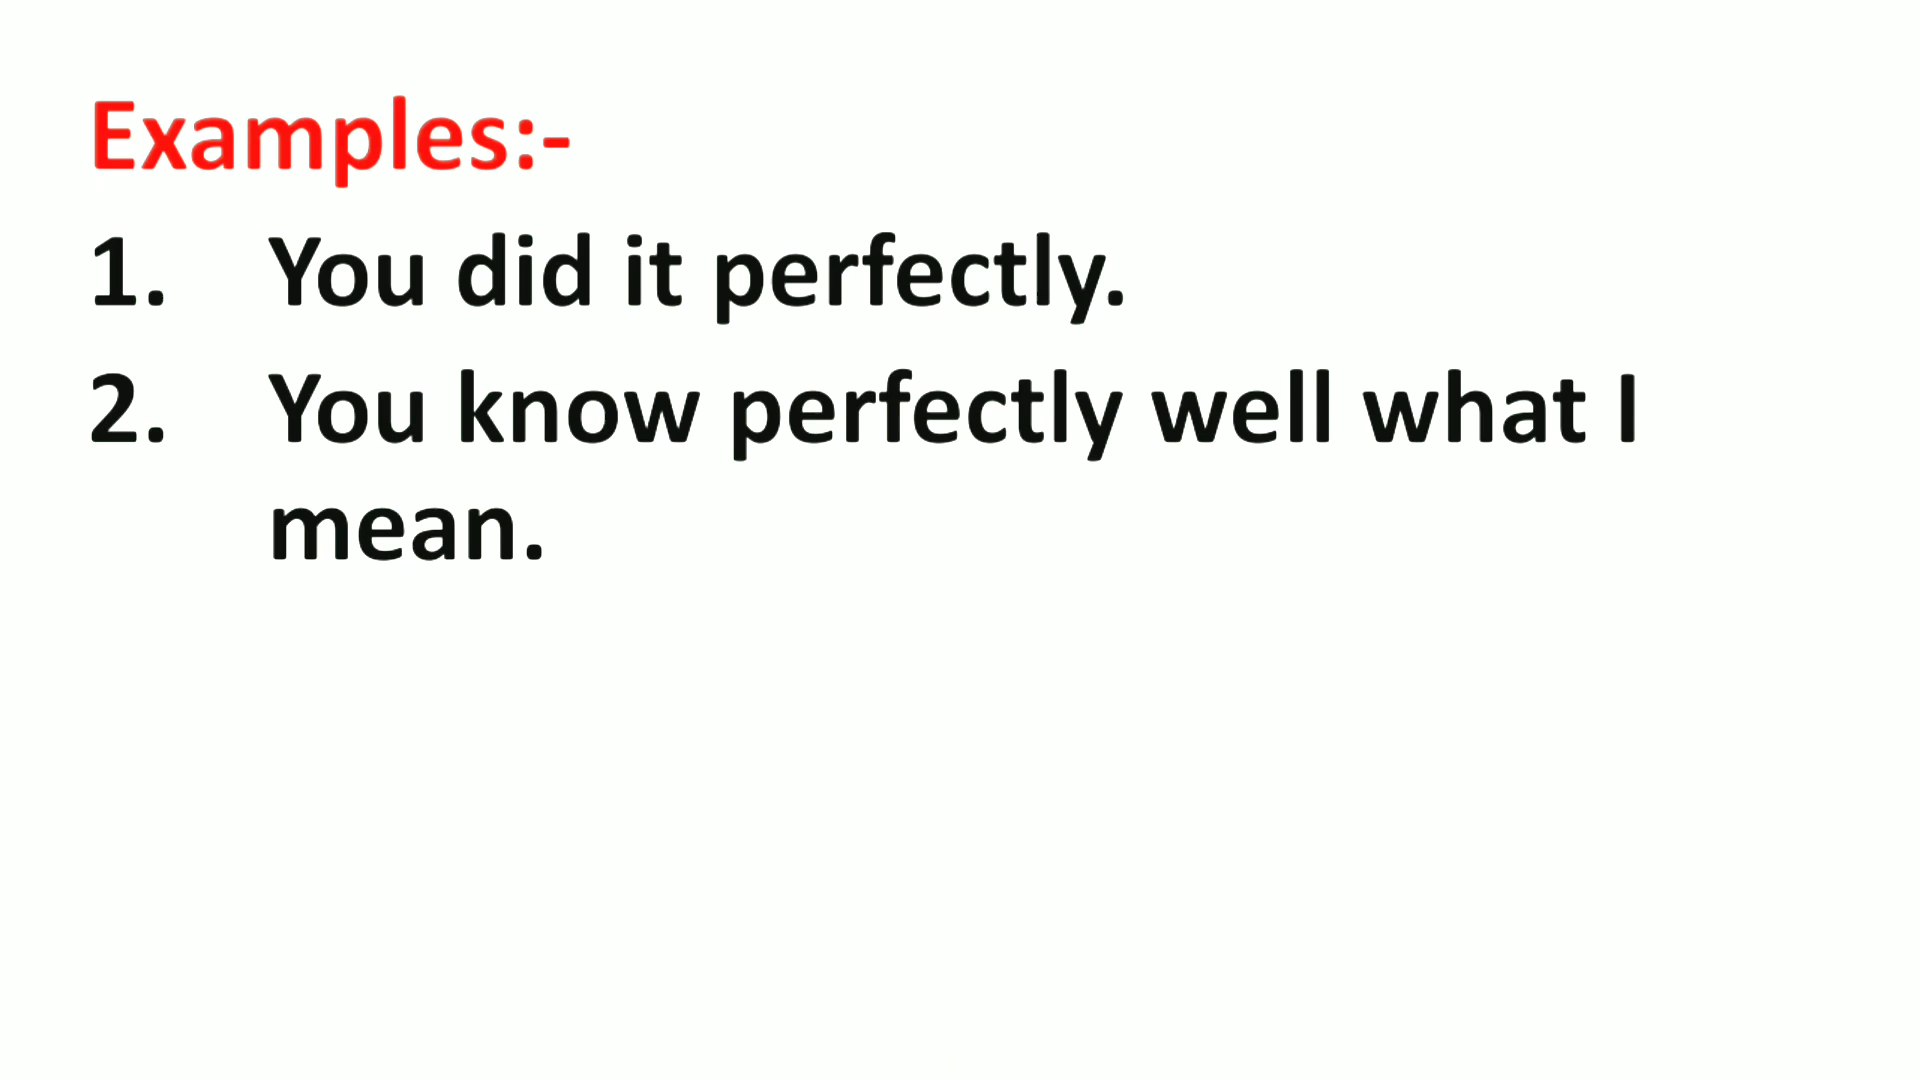 Examples:-
1. You did it perfectly.
2. You know perfectly well what I
mean.